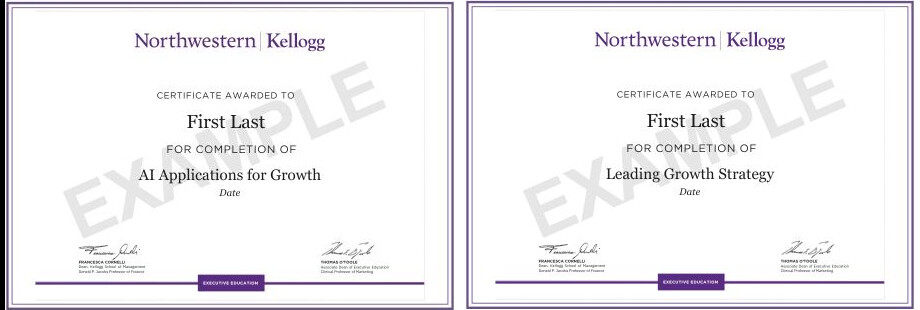 Northwestern | Kellogg
CERTIFICATE AWARDED TO
First Last
FOR COMPLETION OF
AI Applications for Growth
Date
EXAMPLE
FRANCESCA CORNELLI
Dean, Kellogg School of Management
Donald P. Jacobs Professor of Finance
THOMAS O'TOOLE
Associate Dean of Executive Education
Clinical Professor of Marketing
EXECUTIVE EDUCATION
Northwestern | Kellogg
CERTIFICATE AWARDED TO
First Last
FOR COMPLETION OF
Leading Growth Strategy
Date
EXAMPLE
FRANCESCA CORNELLI
Dean, Kellogg School of Management
Donald P. Jacobs Professor of Finance
THOMAS O'TOOLE
Associate Dean of Executive Education
Clinical Professor of Marketing
EXECUTIVE EDUCATION